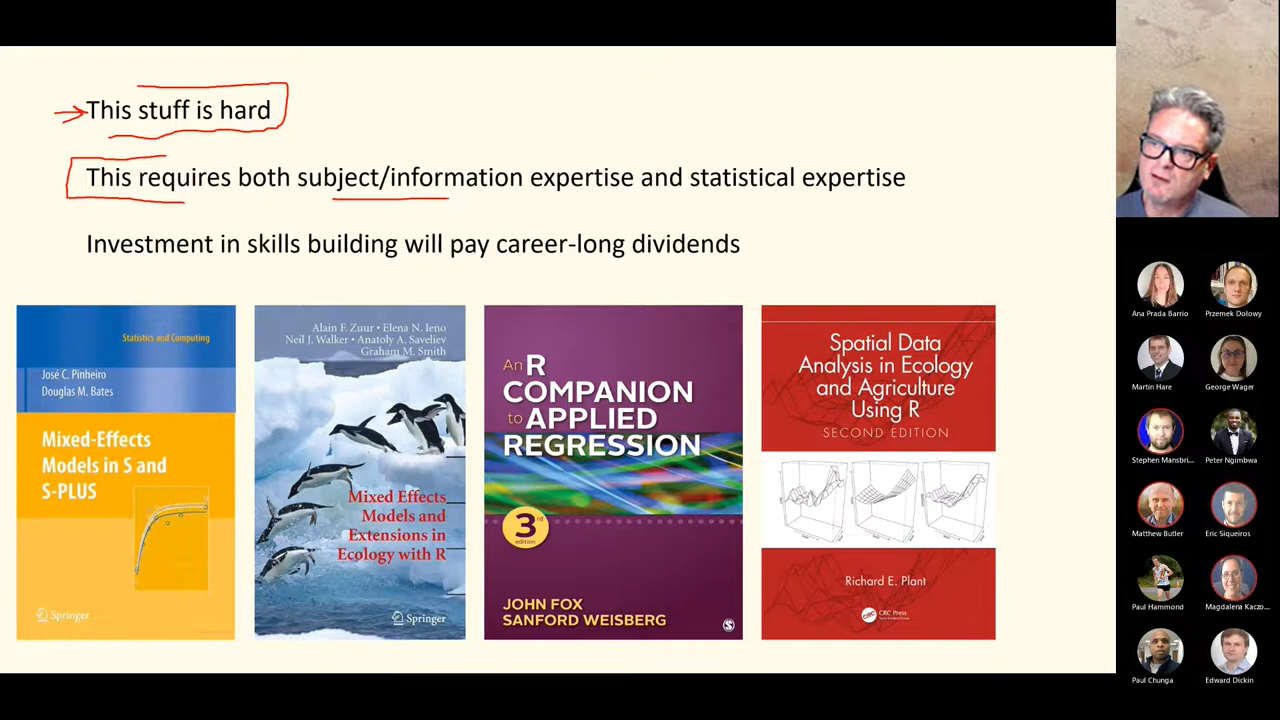 This stuff is hard
This requires both subject/information expertise and statistical expertise
Investment in skills building will pay career-long dividends
Statistics and Computing
José C. Pinheiro
Douglas M. Bates
Mixed-Effects
Models in S and
S-PLUS
Springer
Alain F. Zuur • Elena N. Ieno
Neil J. Walker • Anatoly A. Saveliev
Graham M. Smith
Mixed Effects
Models and
Extensions in
Ecology with R
Springer
An R
COMPANION
to APPLIED
REGRESSION
3rd
edition
JOHN FOX
SANFORD WEISBERG
S
Spatial Data
Analysis in Ecology
and Agriculture
Using R
SECOND EDITION
Richard E. Plant
CRC
CRC Press
Ana Prada Barrio
Przemek Dolowy
Martin Hare
George Wager
Stephen Mansbri...
Peter Ngimbwa
Matthew Butler
Eric Siqueiros
Paul Hammond
Magdalena Kaczo...
Paul Chunga
Edward Dickin